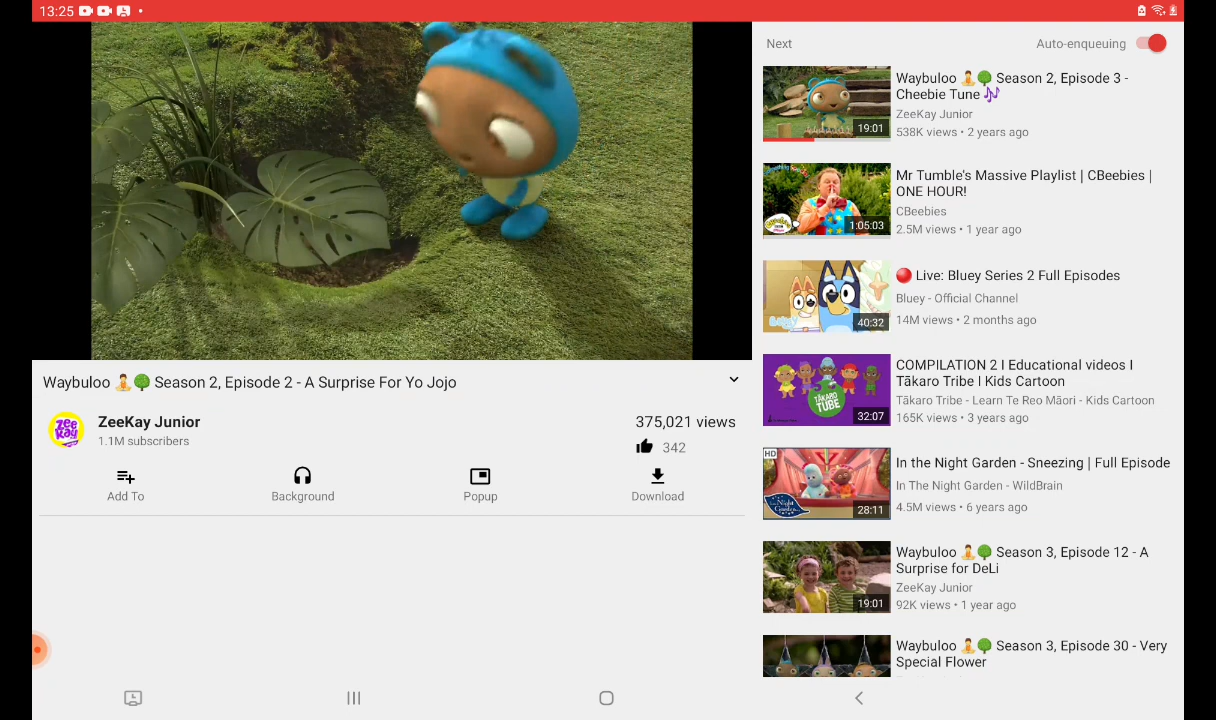 13:25
Next
Auto-enqueuing
Waybuloo 🧘🌳 Season 2, Episode 3 -
Cheebie Tune 🎶
ZeeKay Junior
538K views • 2 years ago
19:01
Mr Tumble's Massive Playlist | CBeebies |
ONE HOUR!
CBeebies
2.5M views • 1 year ago
1:05:03
🔴 Live: Bluey Series 2 Full Episodes
Bluey - Official Channel
14M views • 2 months ago
40:32
COMPILATION 2 I Educational videos I
Tākaro Tribe I Kids Cartoon
Tākaro Tribe - Learn Te Reo Māori - Kids Cartoon
165K views • 3 years ago
TĀKARO
TUBE
32:07
HD
In the Night Garden - Sneezing | Full Episode
In The Night Garden - WildBrain
4.5M views • 6 years ago
28:11
Waybuloo 🧘🌳 Season 3, Episode 12 - A
Surprise for DeLi
ZeeKay Junior
92K views • 1 year ago
19:01
Waybuloo 🧘🌳 Season 3, Episode 30 - Very
Special Flower
Waybuloo 🧘🌳 Season 2, Episode 2 - A Surprise For Yo Jojo
Zee
Kay
ZeeKay Junior
1.1M subscribers
375,021 views
342
Add To
Background
Popup
Download